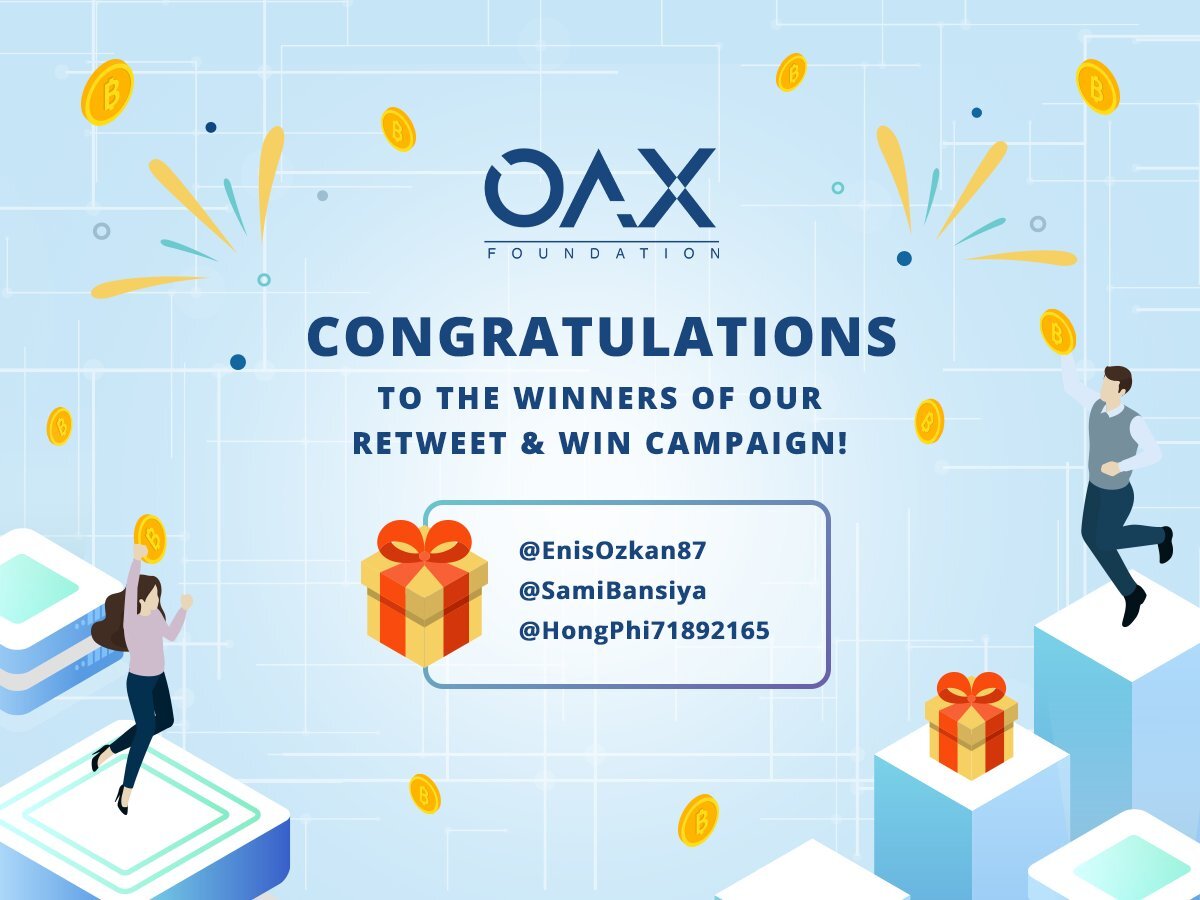 OAX
FOUNDATION
CONGRATULATIONS
TO THE WINNERS OF OUR
RETWEET & WIN CAMPAIGN!
@EnisOzkan87
@SamiBansiya
@HongPhi71892165